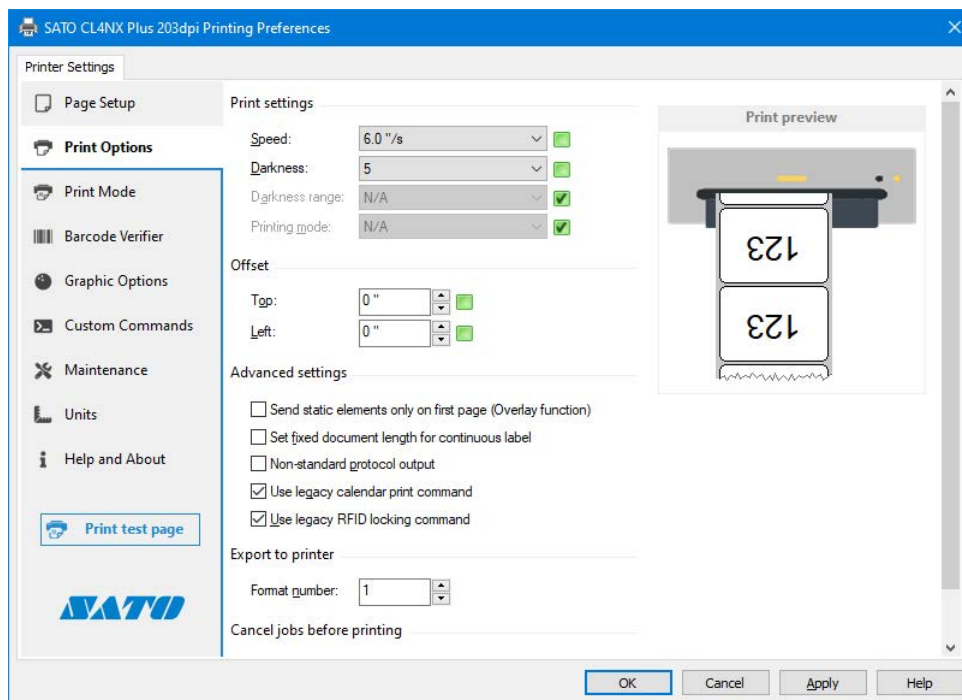 SATO CL4NX Plus 203dpi Printing Preferences
Printer Settings
Page Setup
Print Options
Print Mode
Barcode Verifier
Graphic Options
Custom Commands
Maintenance
Units
Help and About
Print test page
SATO
Print settings
Speed: 6.0 "/s
Darkness: 5
Darkness range: N/A
Printing mode: N/A
Offset
Top: 0 "
Left: 0 "
Advanced settings
Send static elements only on first page (Overlay function)
Set fixed document length for continuous label
Non-standard protocol output
Use legacy calendar print command
Use legacy RFID locking command
Export to printer
Format number: 1
Cancel jobs before printing
Print preview
123
123
OK Cancel Apply Help